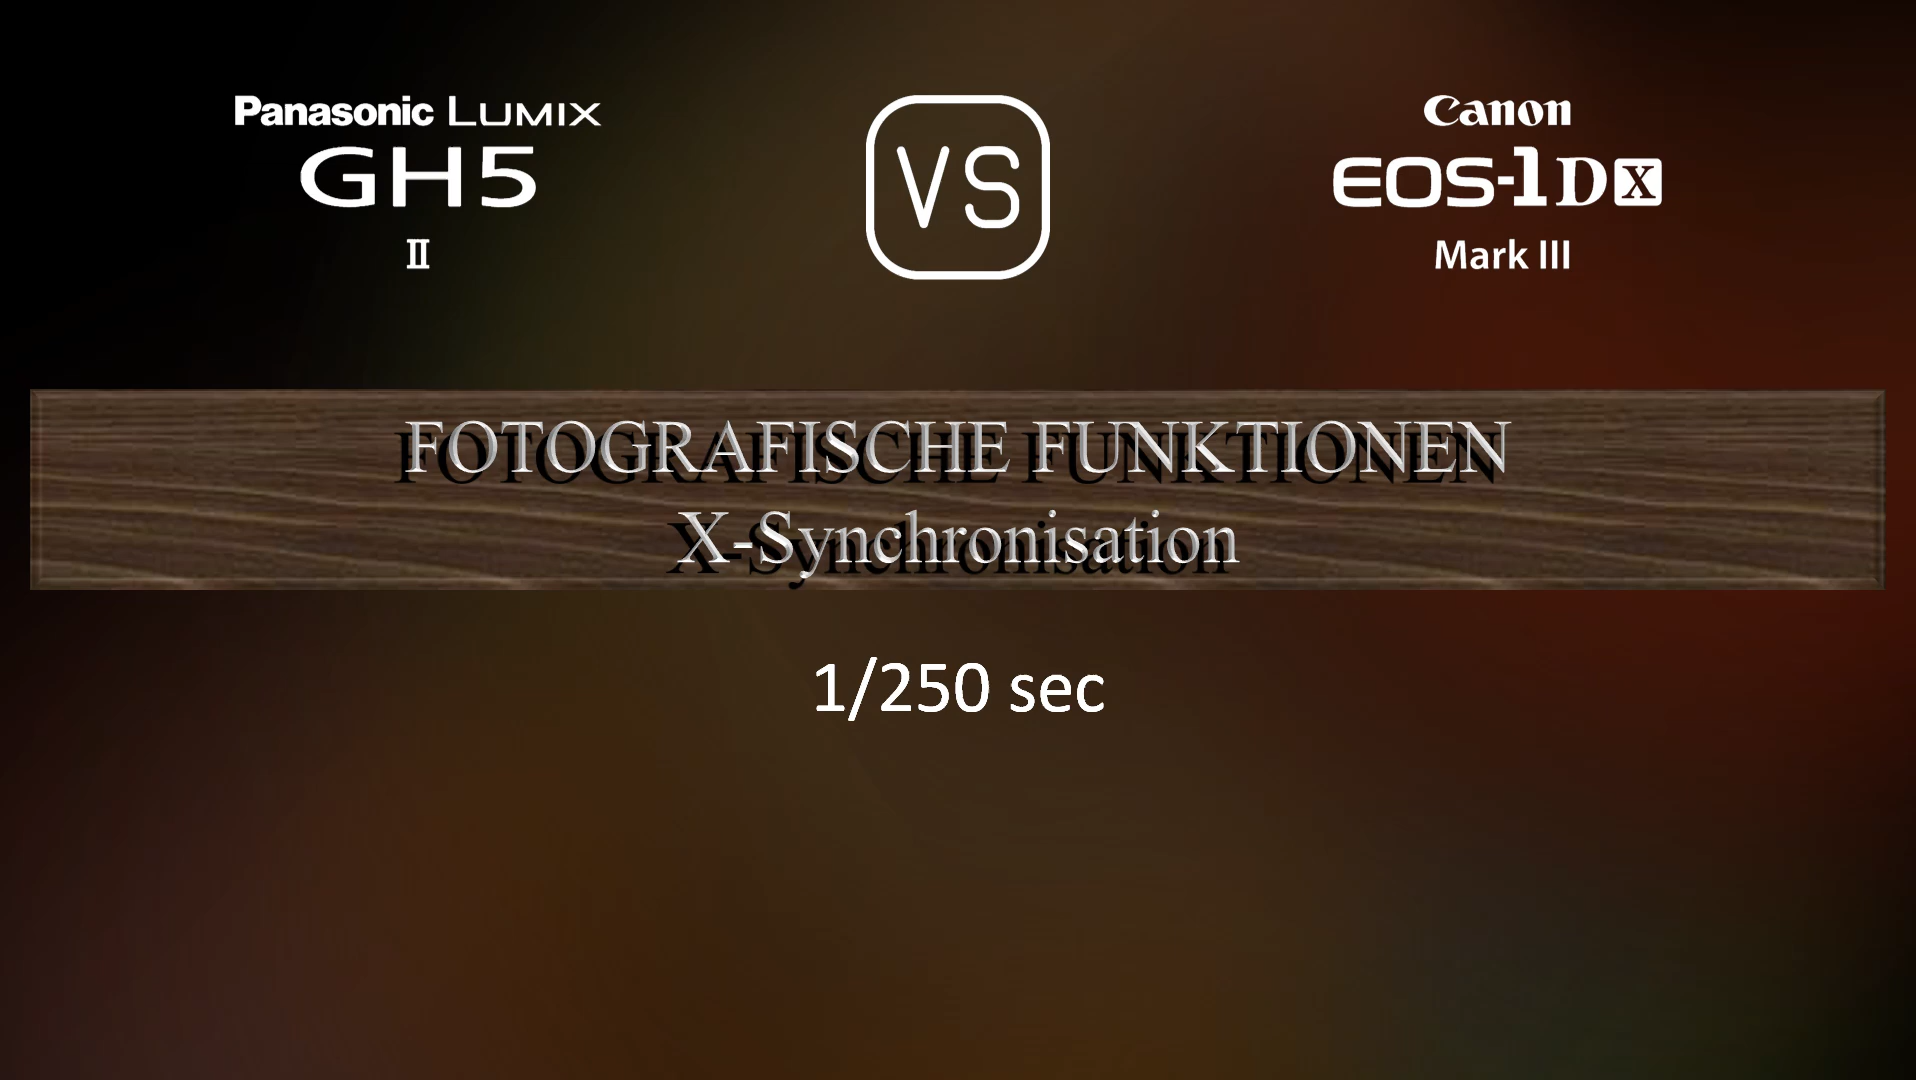 Panasonic LUMIX
GH5
II
VS
Canon
EOS-1D X
Mark III
FOTOGRAFISCHE FUNKTIONEN
X-Synchronisation
1/250 sec